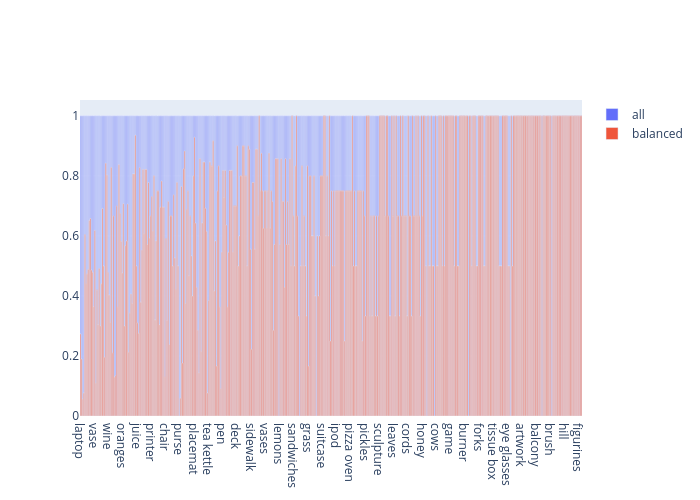 all
balanced
1
0.8
0.6
0.4
0.2
0
laptop
vase
wine
oranges
juice
printer
chair
purse
placemat
tea kettle
pen
deck
sidewalk
vases
lemons
sandwiches
grass
suitcase
ipod
pizza oven
pickles
sculpture
leaves
cords
honey
cows
game
burner
forks
tissue box
eye glasses
artwork
balcony
brush
hill
figurines